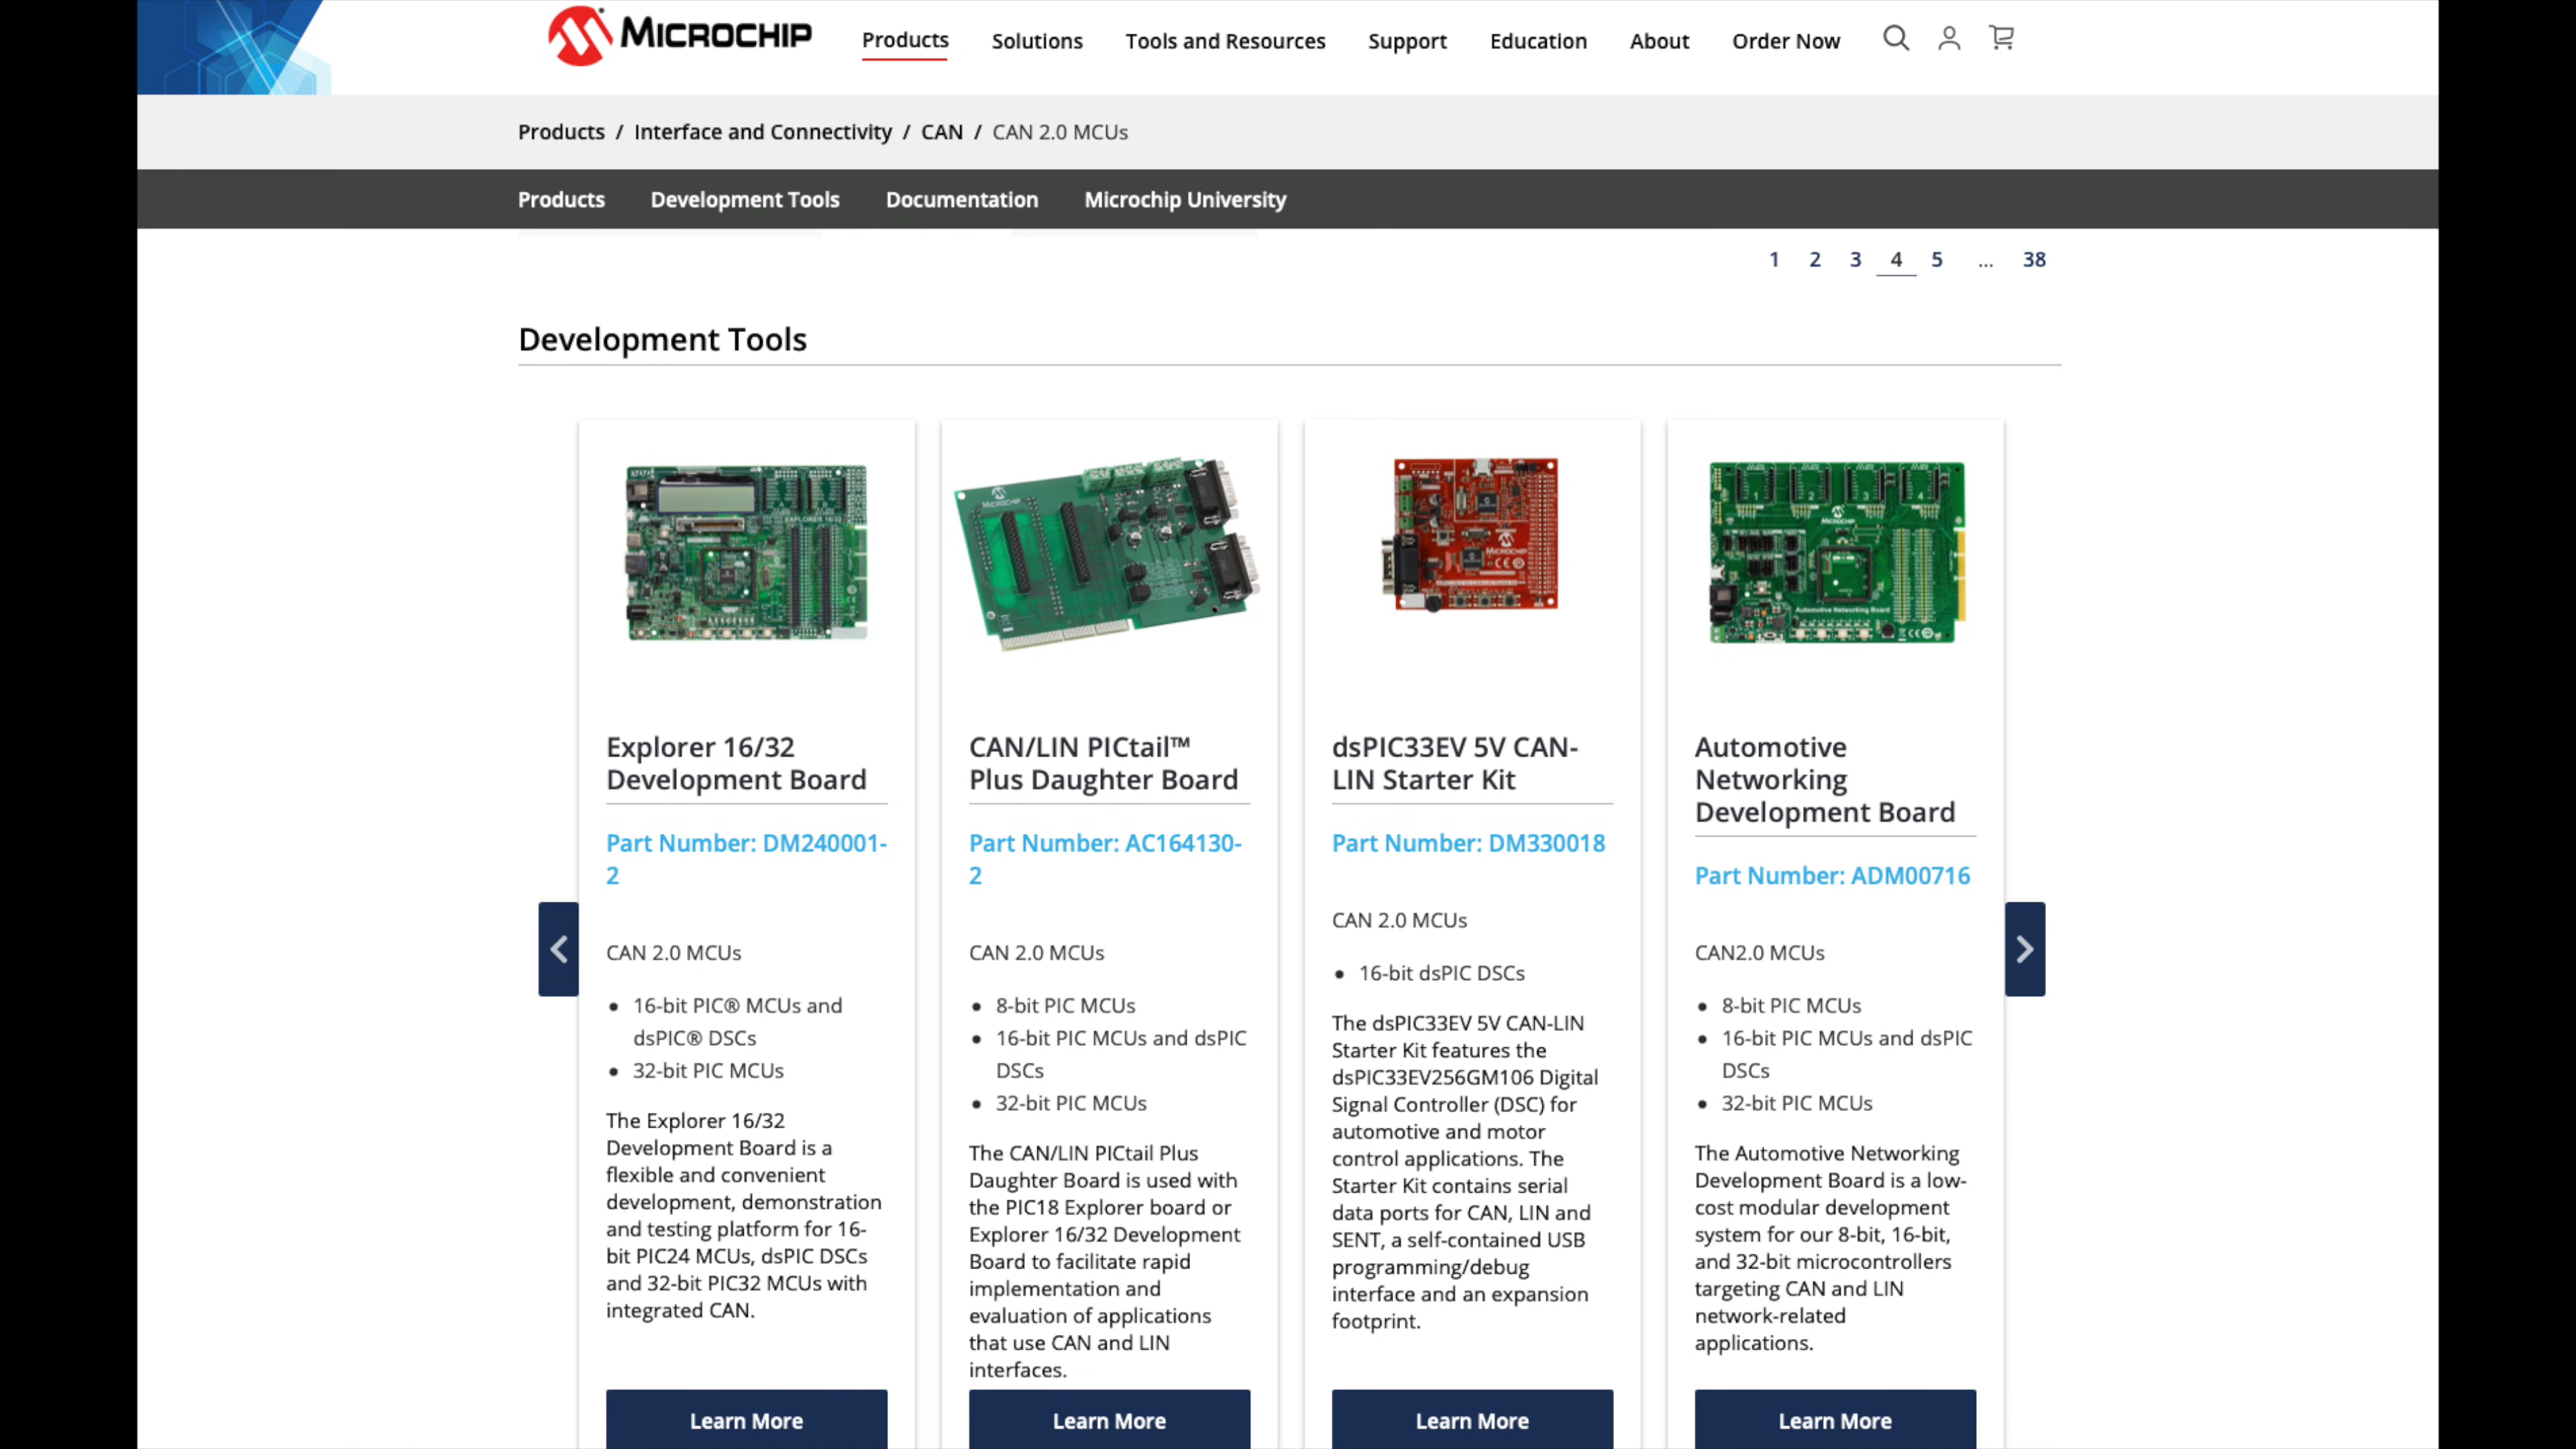 MICROCHIP
Products Solutions Tools and Resources Support Education About Order Now
Products / Interface and Connectivity / CAN / CAN 2.0 MCUs
Products Development Tools Documentation Microchip University
1 2 3 4 5 ... 38
Development Tools
Explorer 16/32
Development Board
Part Number: DM240001-
2
CAN 2.0 MCUs
• 16-bit PIC® MCUs and
dsPIC® DSCs
• 32-bit PIC MCUs
The Explorer 16/32
Development Board is a
flexible and convenient
development, demonstration
and testing platform for 16-
bit PIC24 MCUs, dsPIC DSCs
and 32-bit PIC32 MCUs with
integrated CAN.
Learn More
MICROCHIP
CAN/LIN PICtail™
Plus Daughter Board
Part Number: AC164130-
2
CAN 2.0 MCUs
• 8-bit PIC MCUs
• 16-bit PIC MCUs and dsPIC
DSCs
• 32-bit PIC MCUs
The CAN/LIN PICtail Plus
Daughter Board is used with
the PIC18 Explorer board or
Explorer 16/32 Development
Board to facilitate rapid
implementation and
evaluation of applications
that use CAN and LIN
interfaces.
Learn More
MICROCHIP
dsPIC33EV 5V CAN-
LIN Starter Kit
Part Number: DM330018
CAN 2.0 MCUs
• 16-bit dsPIC DSCs
The dsPIC33EV 5V CAN-LIN
Starter Kit features the
dsPIC33EV256GM106 Digital
Signal Controller (DSC) for
automotive and motor
control applications. The
Starter Kit contains serial
data ports for CAN, LIN and
SENT, a self-contained USB
programming/debug
interface and an expansion
footprint.
Learn More
1 2 3 4
MICROCHIP
Automotive Networking Board
Automotive
Networking
Development Board
Part Number: ADM00716
CAN2.0 MCUs
• 8-bit PIC MCUs
• 16-bit PIC MCUs and dsPIC
DSCs
• 32-bit PIC MCUs
The Automotive Networking
Development Board is a low-
cost modular development
system for our 8-bit, 16-bit,
and 32-bit microcontrollers
targeting CAN and LIN
network-related
applications.
Learn More